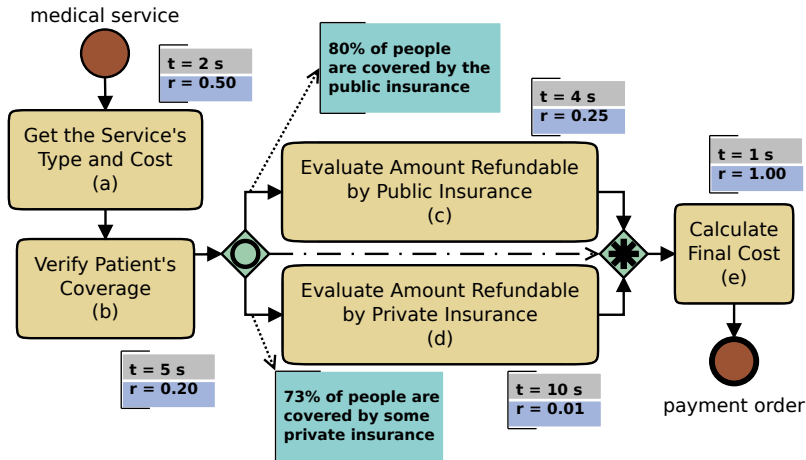 medical service
t = 2 s
r = 0.50
80% of people
are covered by the
public insurance
t = 4 s
r = 0.25
Get the Service's
Type and Cost
(a)
Evaluate Amount Refundable
by Public Insurance
(c)
t = 1 s
r = 1.00
Verify Patient's
Coverage
(b)
Calculate
Final Cost
(e)
Evaluate Amount Refundable
by Private Insurance
(d)
t = 5 s
r = 0.20
73% of people are
covered by some
private insurance
t = 10 s
r = 0.01
payment order